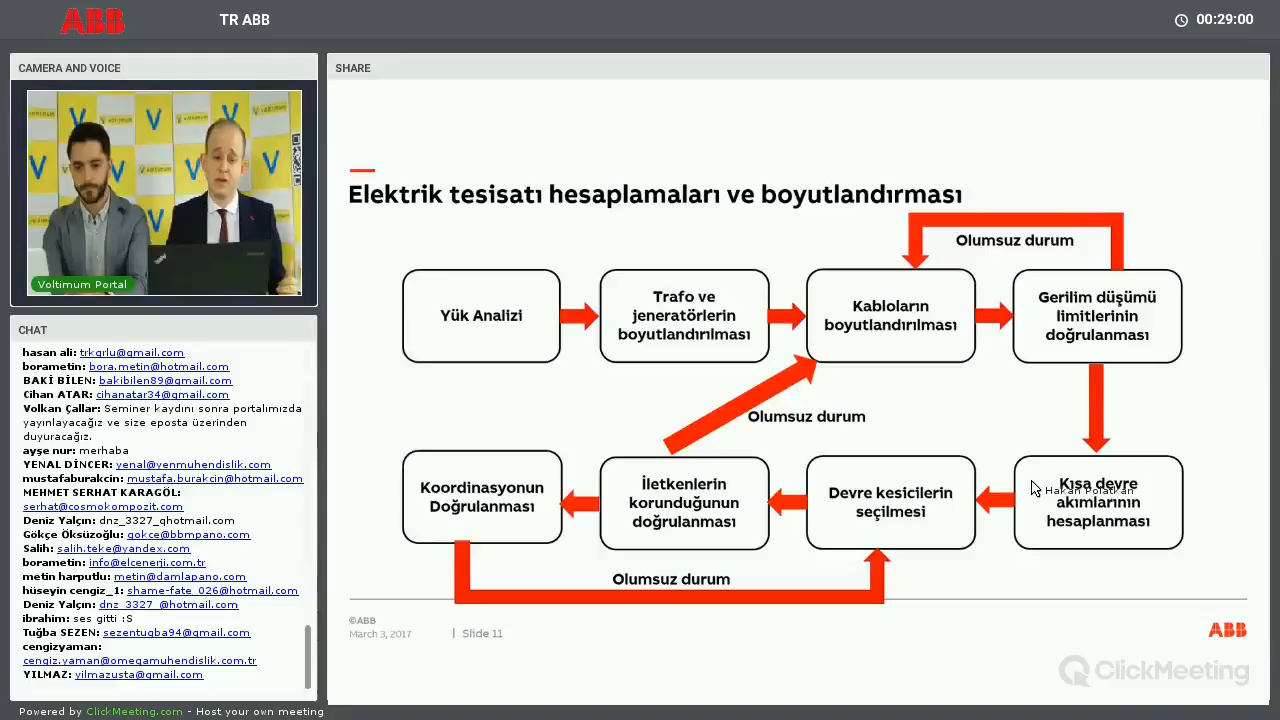 ABB
TR ABB
00:29:00
CAMERA AND VOICE
Voltimum Portal
CHAT
hasan ali: trkgrlu@gmail.com
borametin: bora.metin@hotmail.com
BAKİ BİLEN: bakibilen89@gmail.com
Cihan ATAR: cihanatar34@gmail.com
Volkan Çallar: Seminer kaydını sonra portalımızda
yayınlayacağız ve size eposta üzerinden
duyuracağız.
ayşe nur: merhaba
YENAL DİNCER: yenal@yenmuhendislik.com
mustafaburakcin: mustafa.burakcin@hotmail.com
MEHMET SERHAT KARAGÖL:
serhat@cosmokompozit.com
Deniz Yalçın: dnz_3327_qhotmail.com
Gökçe Öksüzoğlu: gokce@bbmpano.com
Salih: salih.teke@yandex.com
borametin: info@elcenerji.com.tr
metin harputlu: metin@damlapano.com
hüseyin cengiz_1: shame-fate_026@hotmail.com
Deniz Yalçın: dnz_3327_@hotmail.com
ibrahim: ses gitti :S
Tuğba SEZEN: sezentugba94@gmail.com
cengizyaman:
cengiz.yaman@omegamuhendislik.com.tr
YILMAZ: yilmazusta@gmail.com
SHARE
Elektrik tesisatı hesaplamaları ve boyutlandırması
Olumsuz durum
Yük Analizi
Trafo ve
jeneratörlerin
boyutlandırılması
Kabloların
boyutlandırılması
Gerilim düşümü
limitlerinin
doğrulanması
Olumsuz durum
Koordinasyonun
Doğrulanması
İletkenlerin
korunduğunun
doğrulanması
Devre kesicilerin
seçilmesi
Kısa devre
akımlarının
hesaplanması
Hakan Polatkan
Olumsuz durum
©ABB
March 3, 2017
Slide 11
ABB
ClickMeeting
Powered by ClickMeeting.com - Host your own meeting